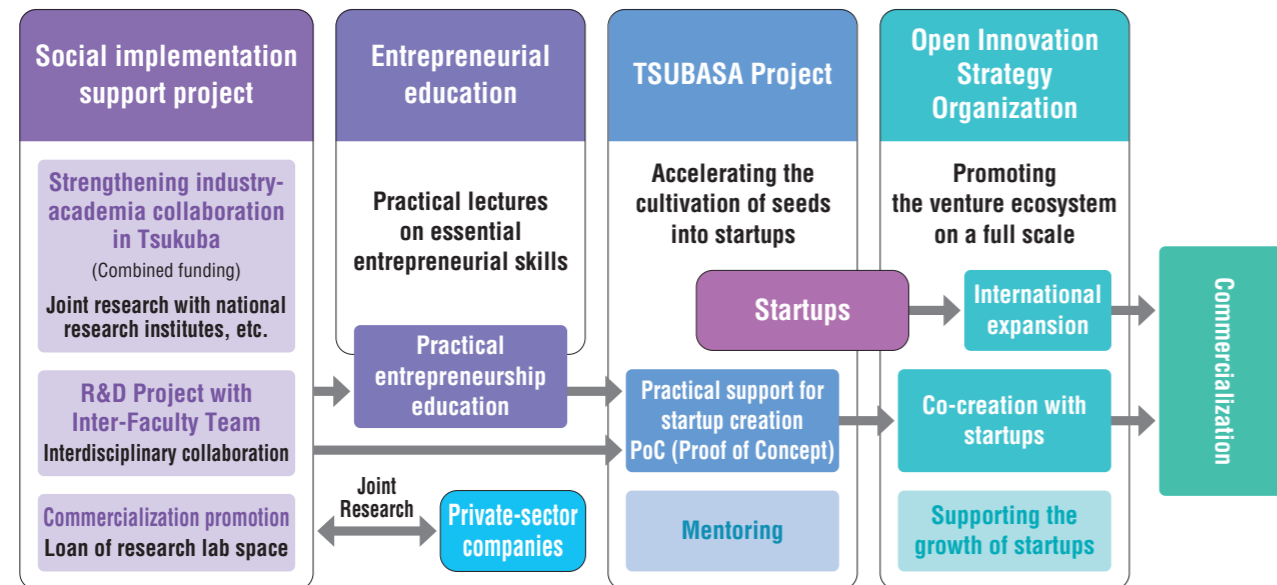 Social implementation
support project
Strengthening industry-
academia collaboration
in Tsukuba
(Combined funding)
Joint research with national
research institutes, etc.
R&D Project with
Inter-Faculty Team
Interdisciplinary collaboration
Commercialization promotion
Loan of research lab space
Entrepreneurial
education
Practical lectures
on essential
entrepreneurial skills
Practical
entrepreneurship
education
Joint
Research
Private-sector
companies
TSUBASA Project
Accelerating the
cultivation of seeds
into startups
Startups
Practical support for
startup creation
PoC (Proof of Concept)
Mentoring
Open Innovation
Strategy
Organization
Promoting
the venture ecosystem
on a full scale
International
expansion
Co-creation with
startups
Supporting the
growth of startups
Commercialization